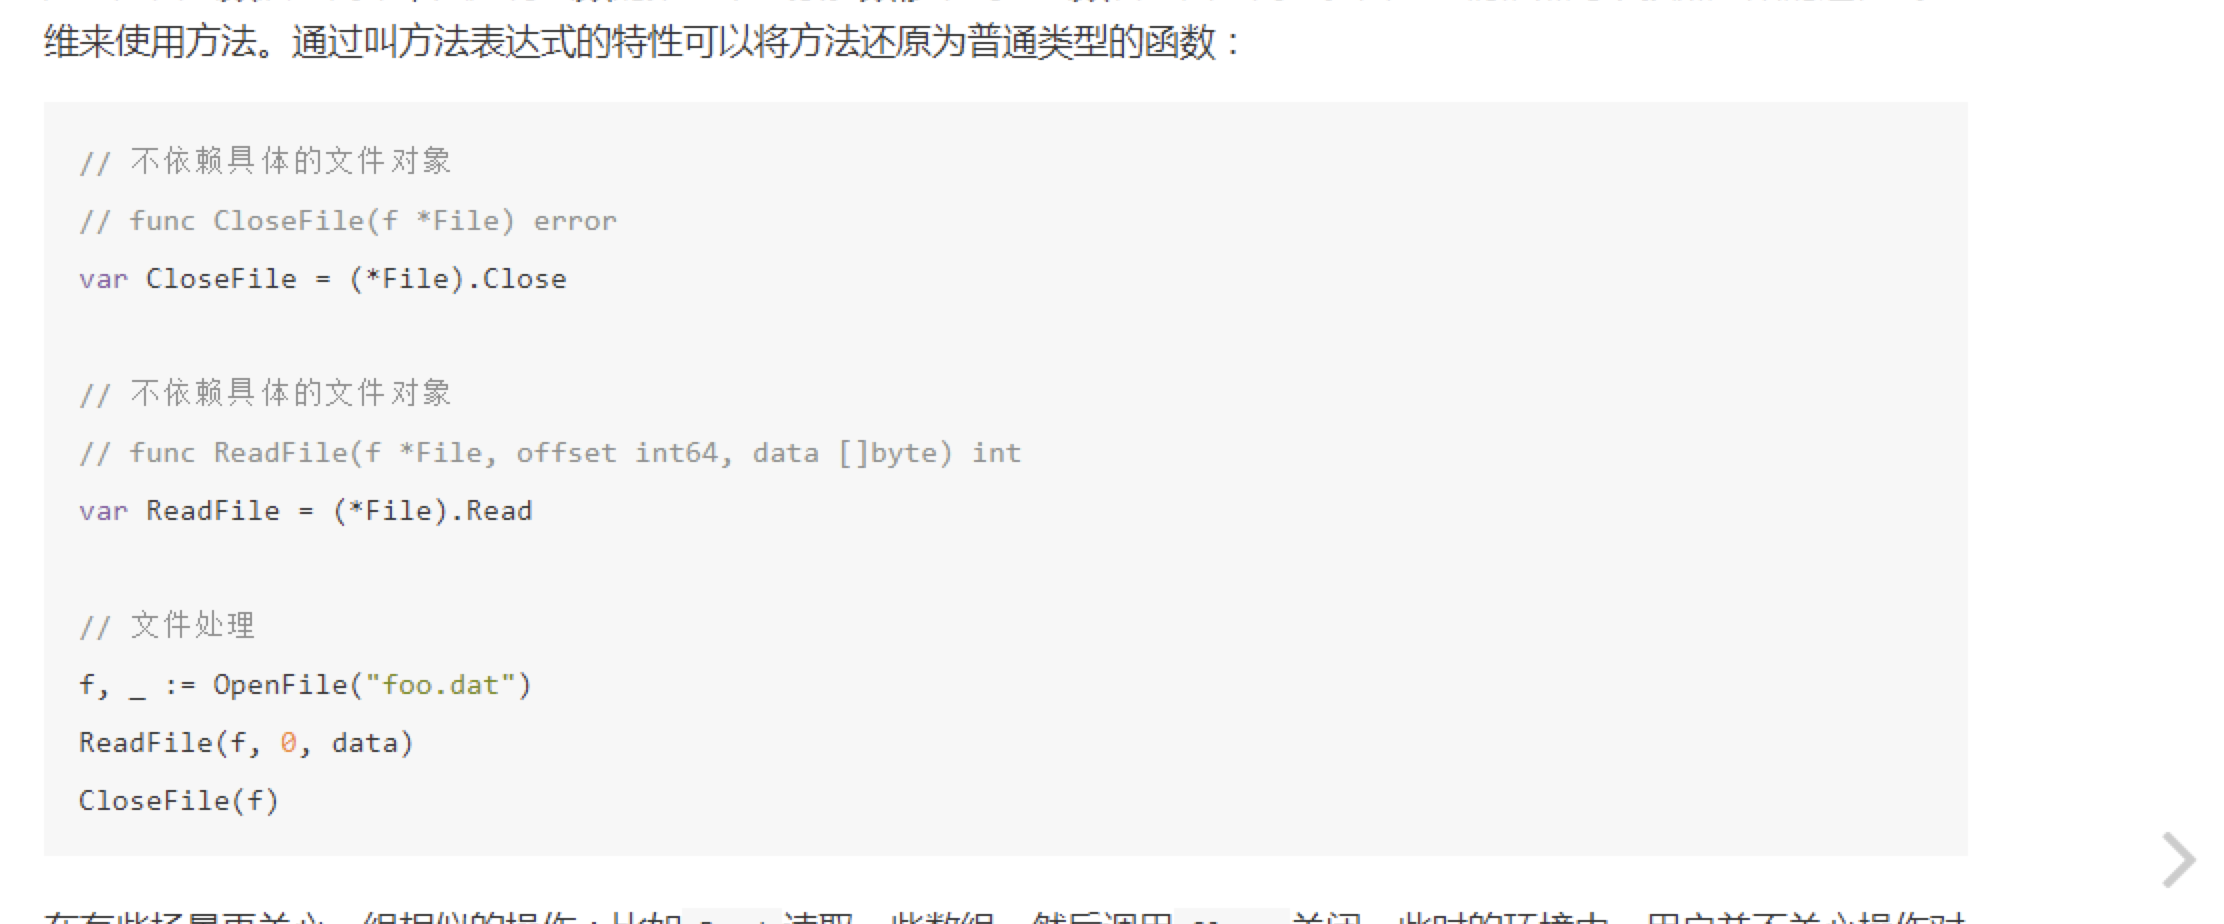 维来使用方法。通过叫方法表达式的特性可以将方法还原为普通类型的函数：
// 不依赖具体的文件对象
// func CloseFile(f *File) error
var CloseFile = (*File).Close
// 不依赖具体的文件对象
// func ReadFile(f *File, offset int64, data []byte) int
var ReadFile = (*File).Read
// 文件处理
f, _ := OpenFile("foo.dat")
ReadFile(f, 0, data)
CloseFile(f)